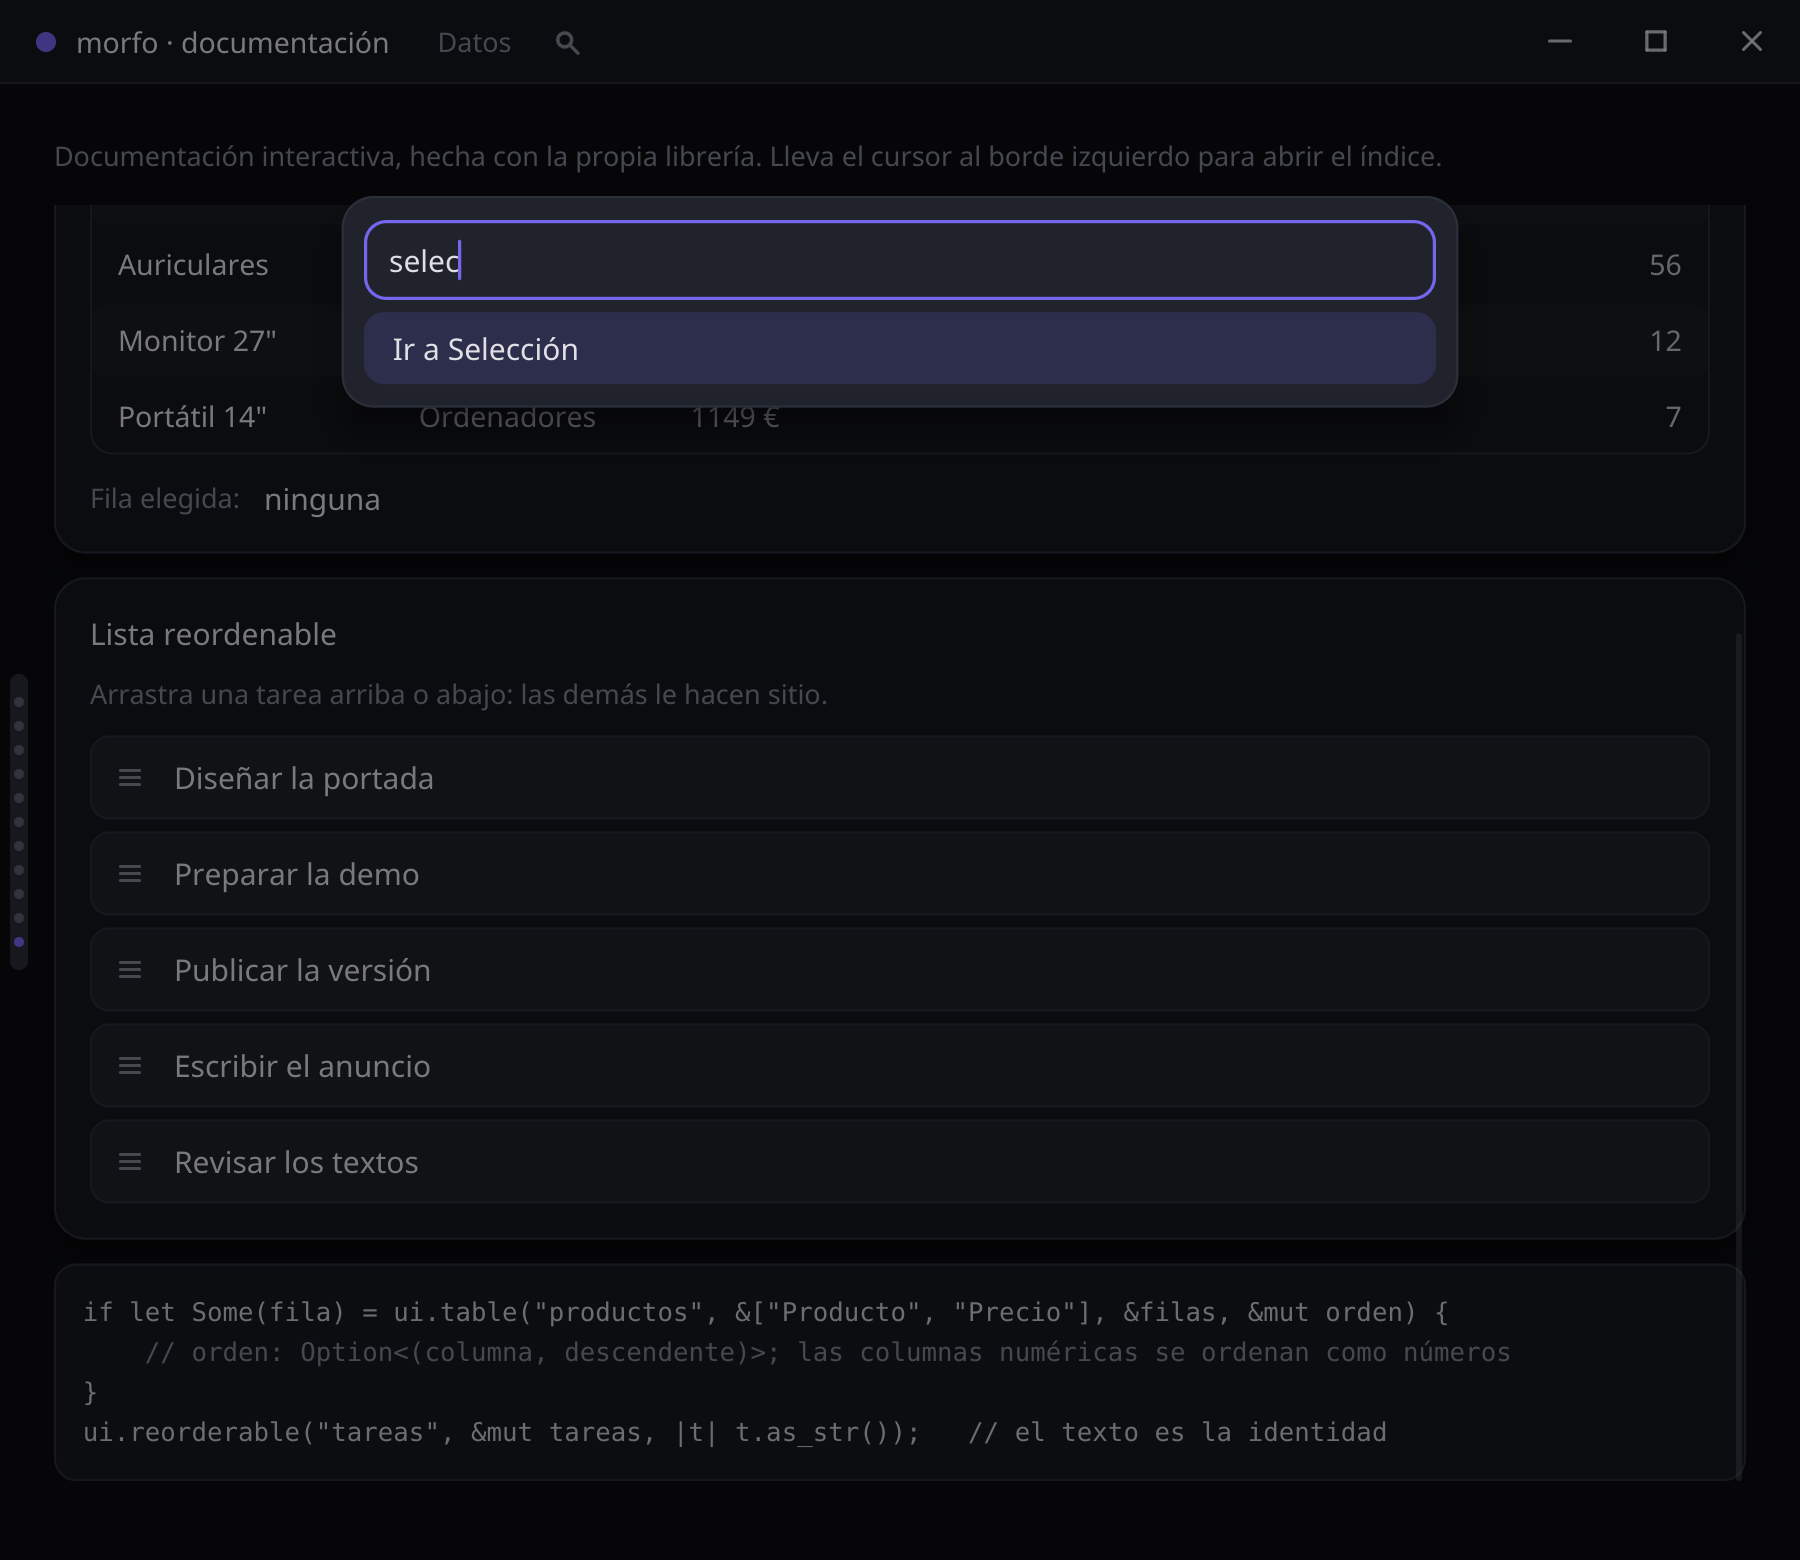 morfo · documentación Datos
Documentación interactiva, hecha con la propia librería. Lleva el cursor al borde izquierdo para abrir el índice.
selec
Ir a Selección
Auriculares 56
Monitor 27" 12
Portátil 14" Ordenadores 1149 € 7
Fila elegida: ninguna
Lista reordenable
Arrastra una tarea arriba o abajo: las demás le hacen sitio.
Diseñar la portada
Preparar la demo
Publicar la versión
Escribir el anuncio
Revisar los textos
if let Some(fila) = ui.table("productos", &["Producto", "Precio"], &filas, &mut orden) {
    // orden: Option<(columna, descendente)>; las columnas numéricas se ordenan como números
}
ui.reorderable("tareas", &mut tareas, |t| t.as_str());   // el texto es la identidad